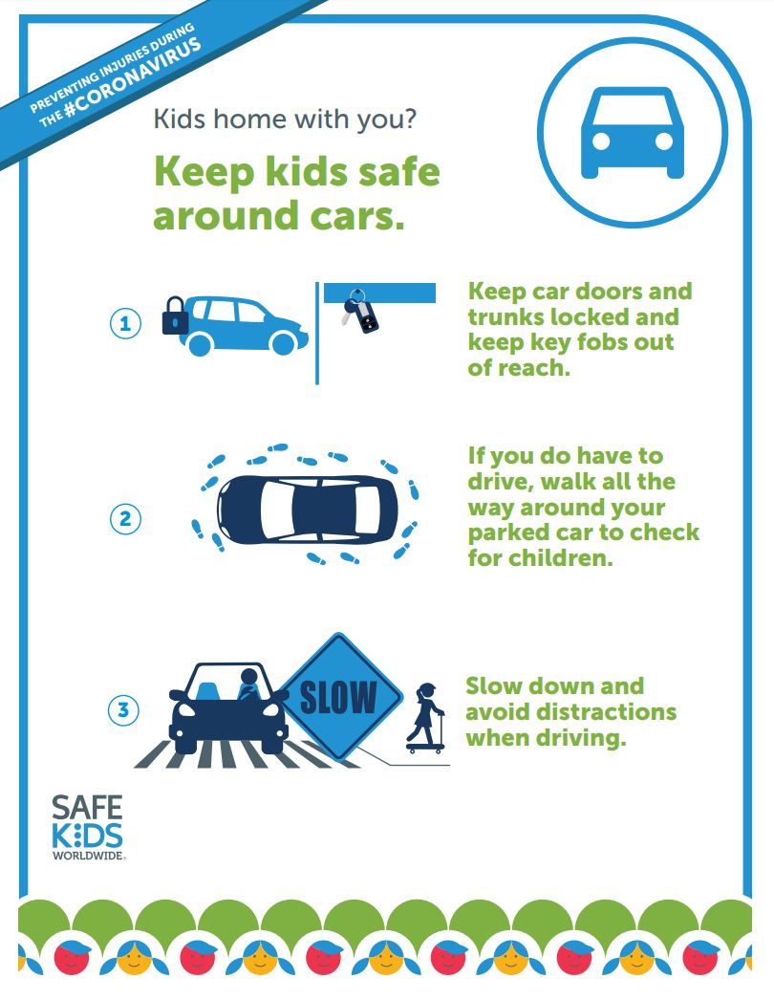 PREVENTING INJURIES DURING
THE #CORONAVIRUS
Kids home with you?
Keep kids safe
around cars.
1
Keep car doors and
trunks locked and
keep key fobs out
of reach.
2
If you do have to
drive, walk all the
way around your
parked car to check
for children.
3
SLOW
Slow down and
avoid distractions
when driving.
SAFE
KIDS
WORLDWIDE®